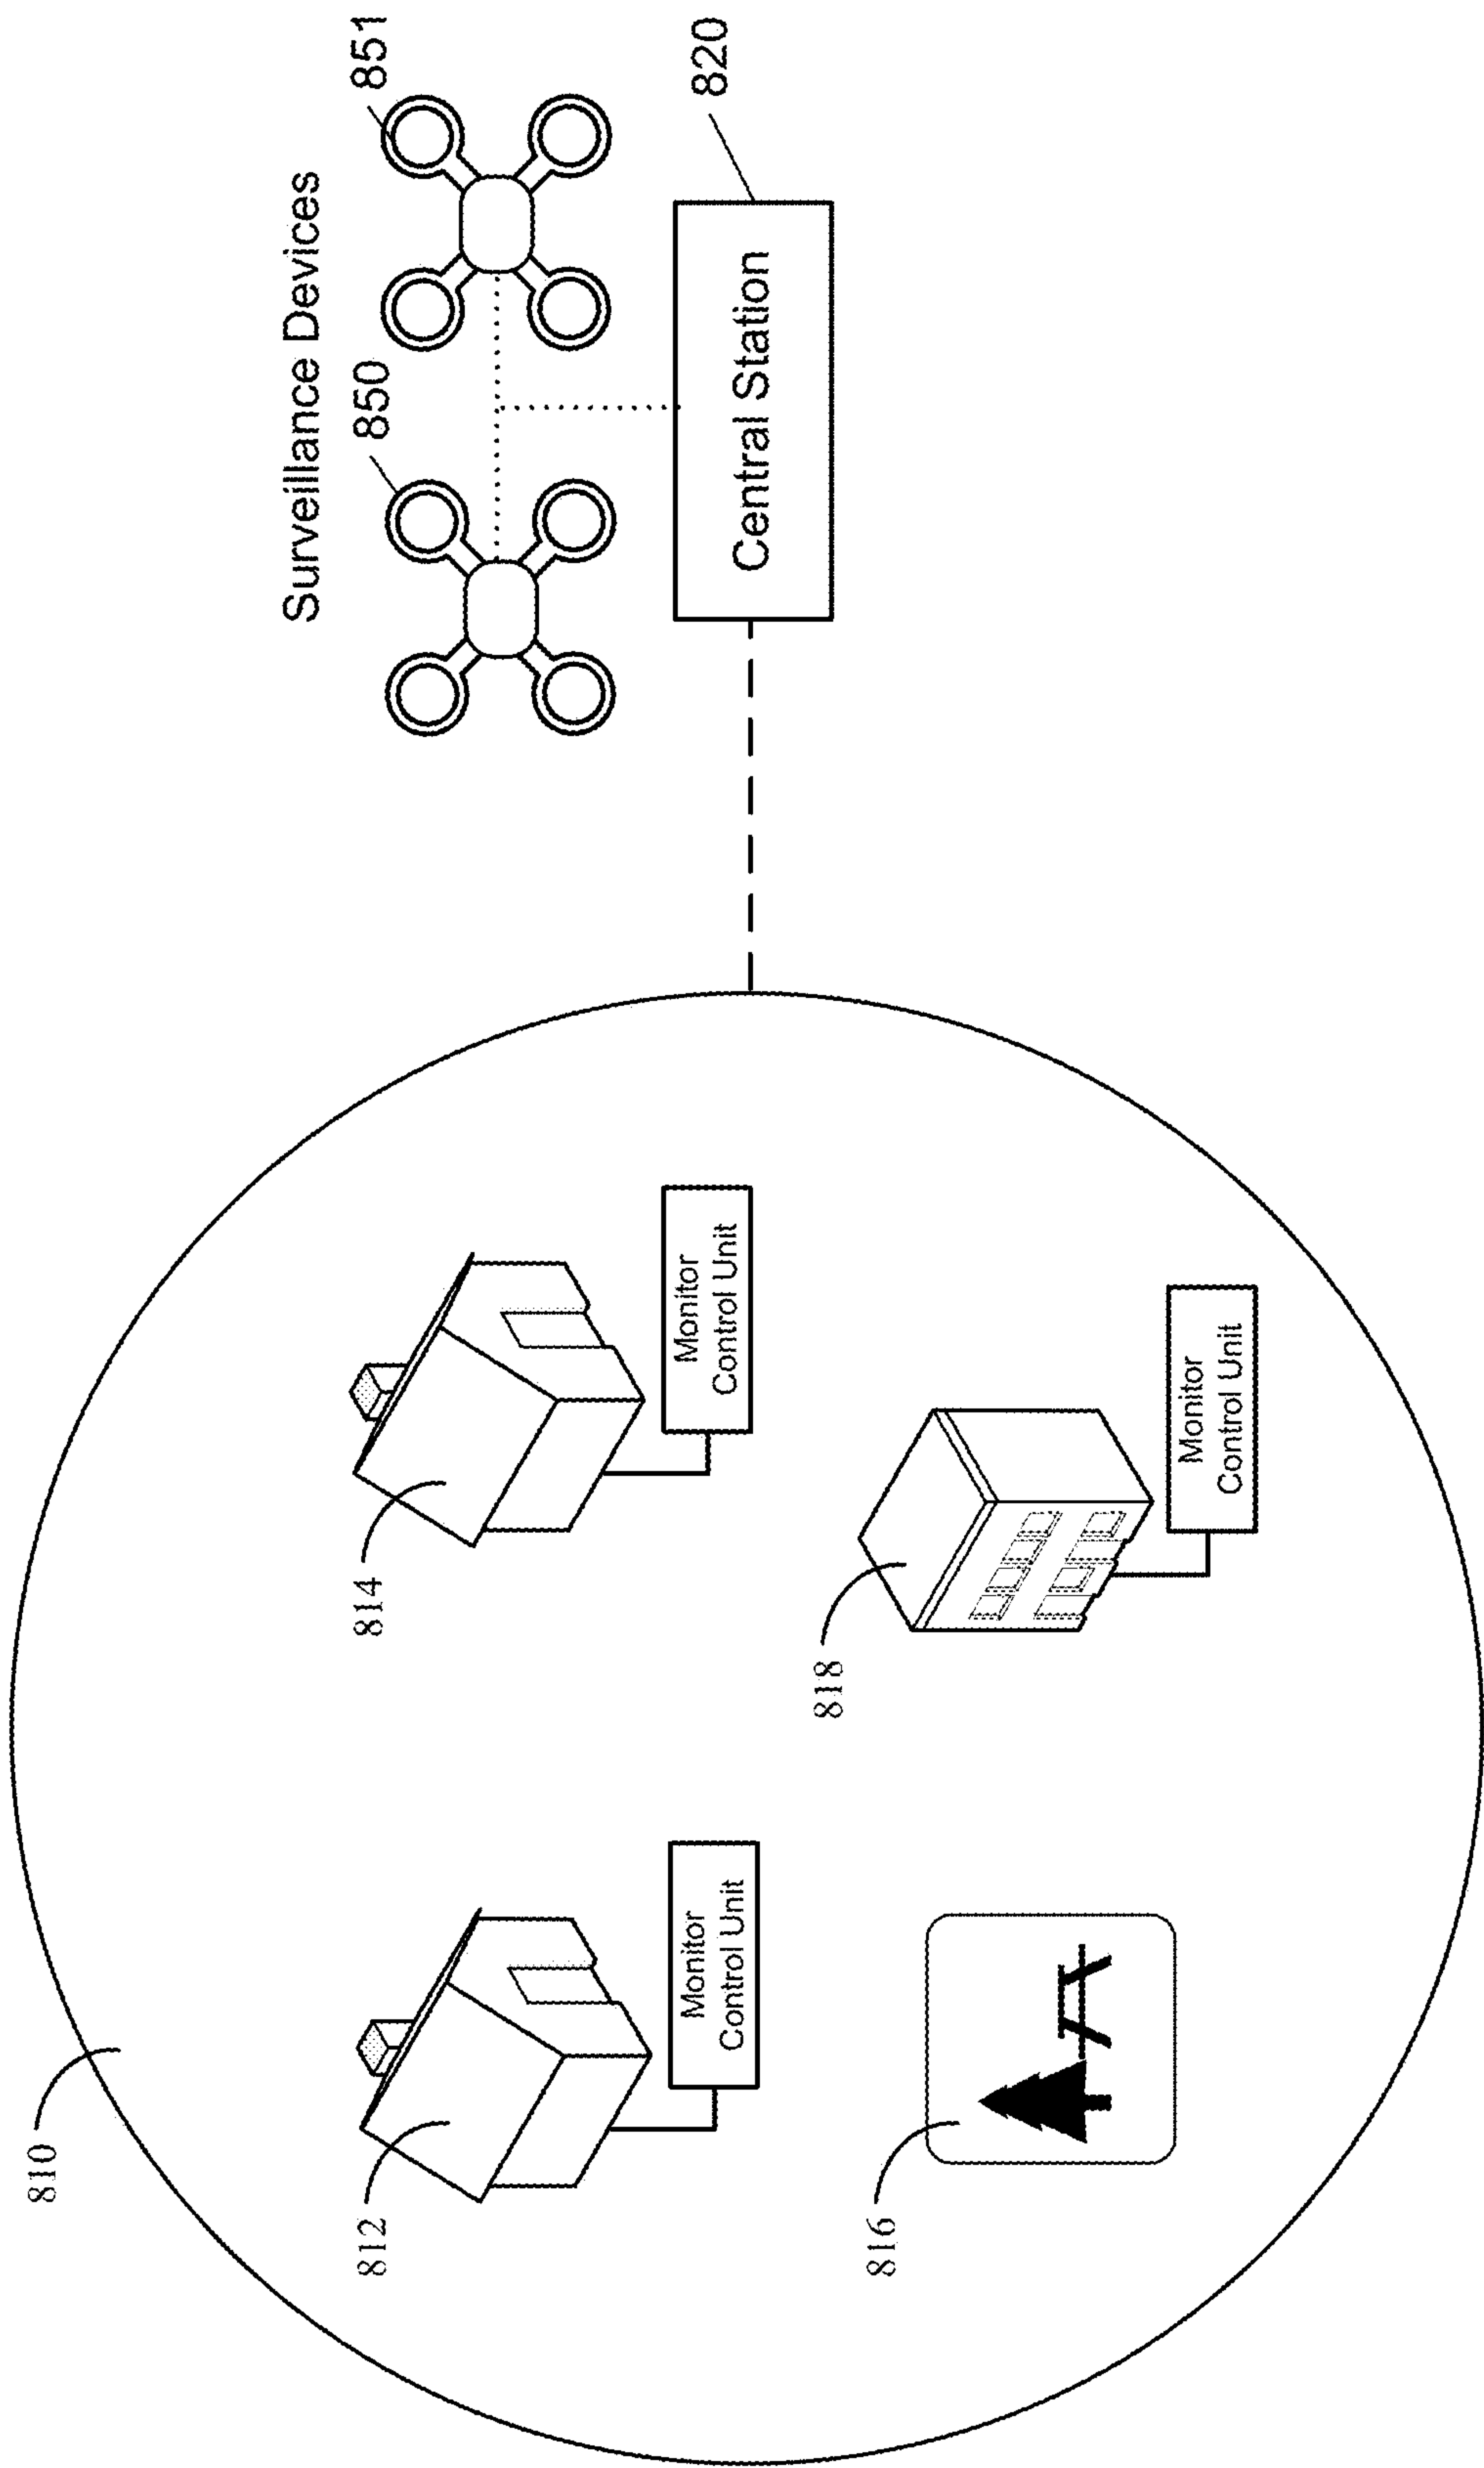 Surveillance Devices
850
851
Central Station
820
810
812
Monitor
Control Unit
814
Monitor
Control Unit
816
818
Monitor
Control Unit